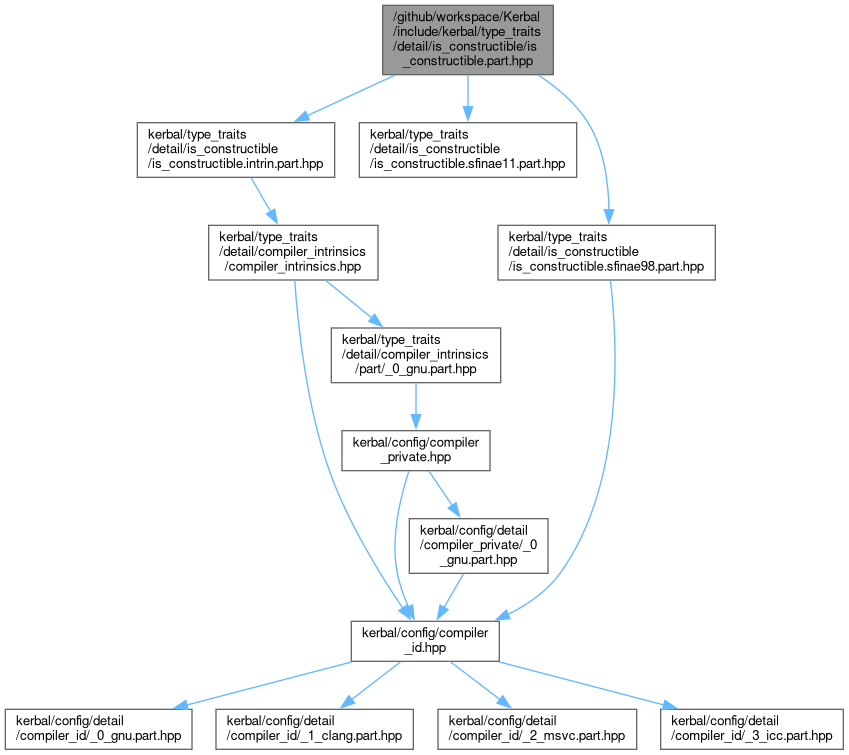 /github/workspace/Kerbal
/include/kerbal/type_traits
/detail/is_constructible/is
_constructible.part.hpp
kerbal/type_traits
/detail/is_constructible
/is_constructible.intrin.part.hpp
kerbal/type_traits
/detail/is_constructible
/is_constructible.sfinae11.part.hpp
kerbal/type_traits
/detail/compiler_intrinsics
/compiler_intrinsics.hpp
kerbal/type_traits
/detail/is_constructible
/is_constructible.sfinae98.part.hpp
kerbal/type_traits
/detail/compiler_intrinsics
/part/_0_gnu.part.hpp
kerbal/config/compiler
_private.hpp
kerbal/config/detail
/compiler_private/_0
_gnu.part.hpp
kerbal/config/compiler
_id.hpp
kerbal/config/detail
/compiler_id/_0_gnu.part.hpp
kerbal/config/detail
/compiler_id/_1_clang.part.hpp
kerbal/config/detail
/compiler_id/_2_msvc.part.hpp
kerbal/config/detail
/compiler_id/_3_icc.part.hpp